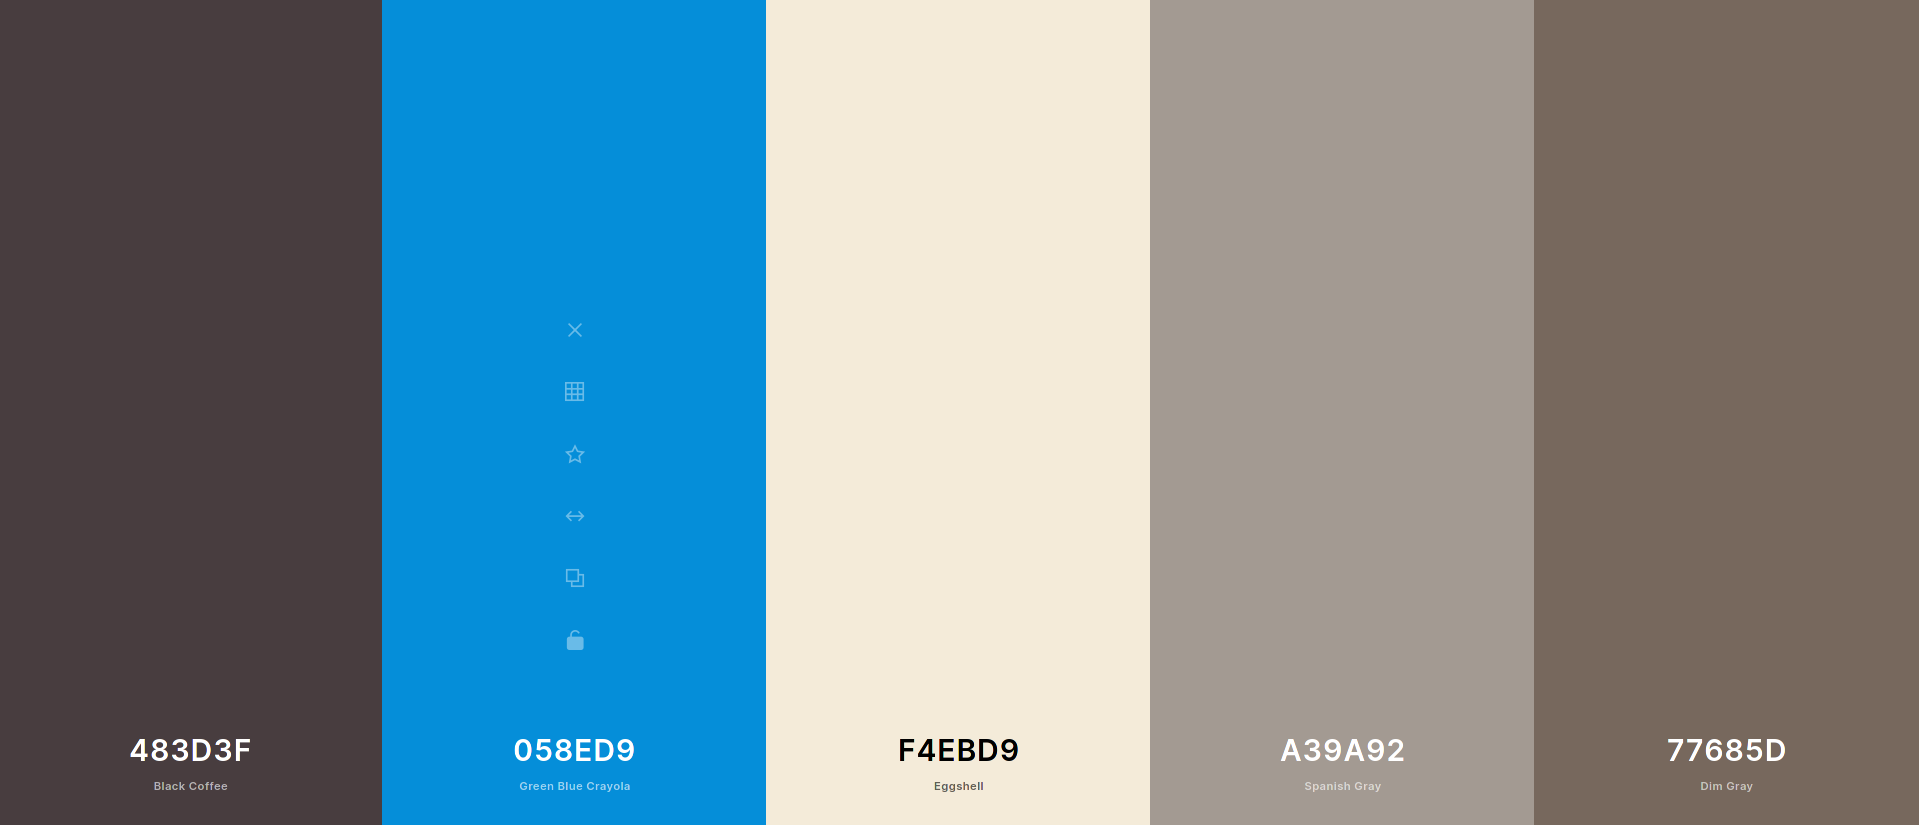 483D3F
Black Coffee
058ED9
Green Blue Crayola
F4EBD9
Eggshell
A39A92
Spanish Gray
77685D
Dim Gray